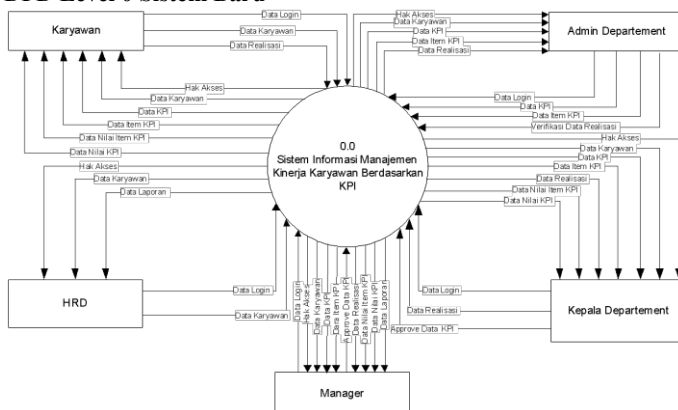 DFD Level 0 Sistem Baru
Karyawan
Data Login
Data Karyawan
Data Realisasi
Hak Akses
Data Karyawan
Data KPI
Data Item KPI
Data Nilai Item KPI
Data Nilai KPI
Hak Akses
Data Karyawan
Data KPI
Data Item KPI
Data Realisasi
Admin Departement
Data Login
Data KPI
Data Item KPI
Verifikasi Data Realisasi
0.0
Sistem Informasi Manajemen
Kinerja Karyawan Berdasarkan
KPI
Hak Akses
Data Karyawan
Data Laporan
HRD
Data Login
Data Karyawan
Hak Akses
Data Karyawan
Data KPI
Data Item KPI
Data Realisasi
Data Nilai Item KPI
Data Nilai KPI
Data Login
Data Realisasi
Approve Data KPI
Kepala Departement
Data Login
Hak Akses
Data Karyawan
Data KPI
Data Item KPI
Approve Data KPI
Data Realisasi
Data Nilai Item KPI
Data Nilai KPI
Data Laporan
Manager